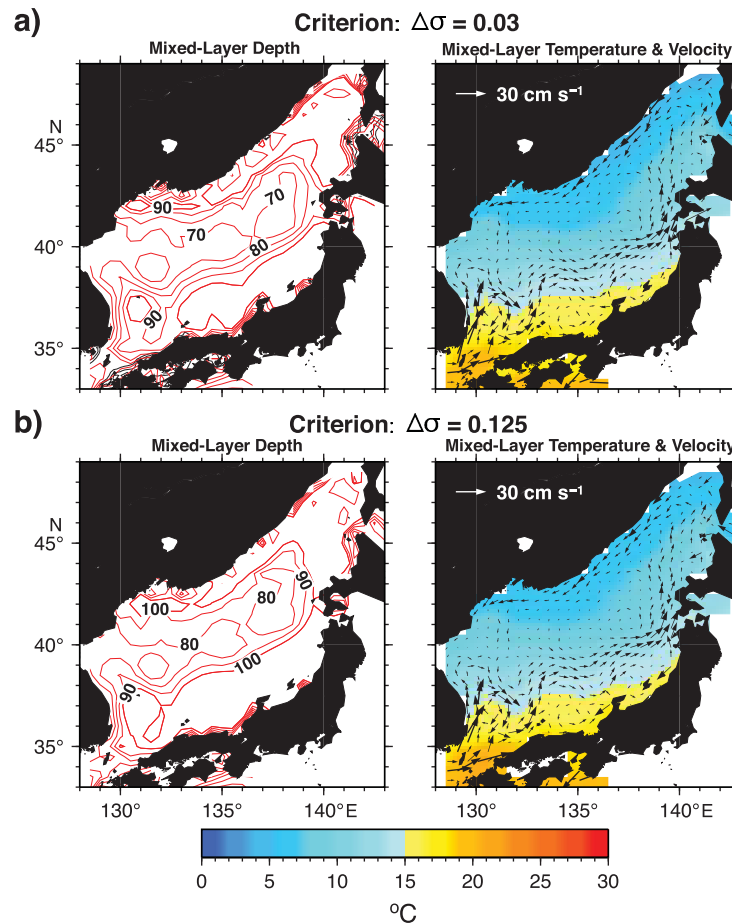 a)
Criterion: Δσ = 0.03
Mixed-Layer Depth
Mixed-Layer Temperature & Velocity
30 cm s⁻¹
N
45°
40°
35°
90
70
70
80
90
b)
Criterion: Δσ = 0.125
Mixed-Layer Depth
Mixed-Layer Temperature & Velocity
30 cm s⁻¹
N
45°
40°
35°
90
100
80
80
100
90
130° 135° 140°E
130° 135° 140°E
0 5 10 15 20 25 30
°C